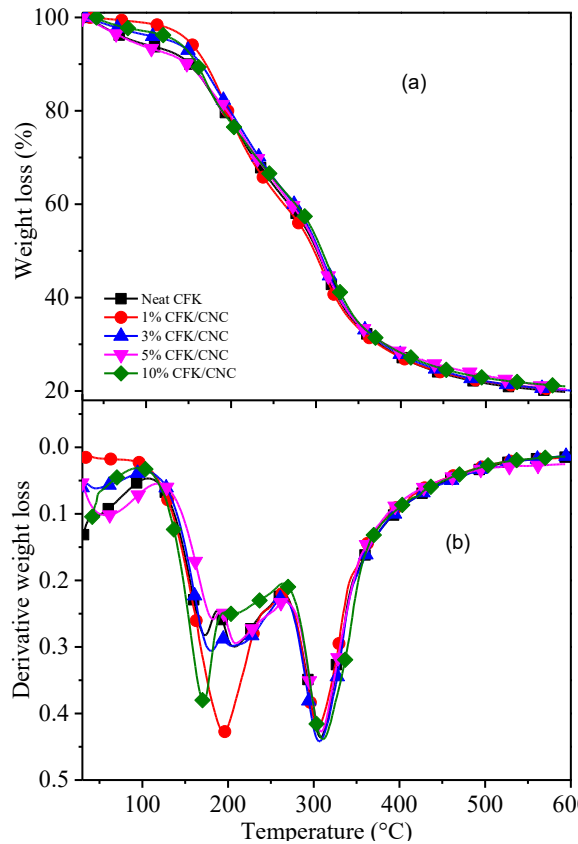 100
80
60
40
20
Weight loss (%)
(a)
Neat CFK
1% CFK/CNC
3% CFK/CNC
5% CFK/CNC
10% CFK/CNC
0.0
0.1
0.2
0.3
0.4
0.5
Derivative weight loss
(b)
100 200 300 400 500 600
Temperature (°C)